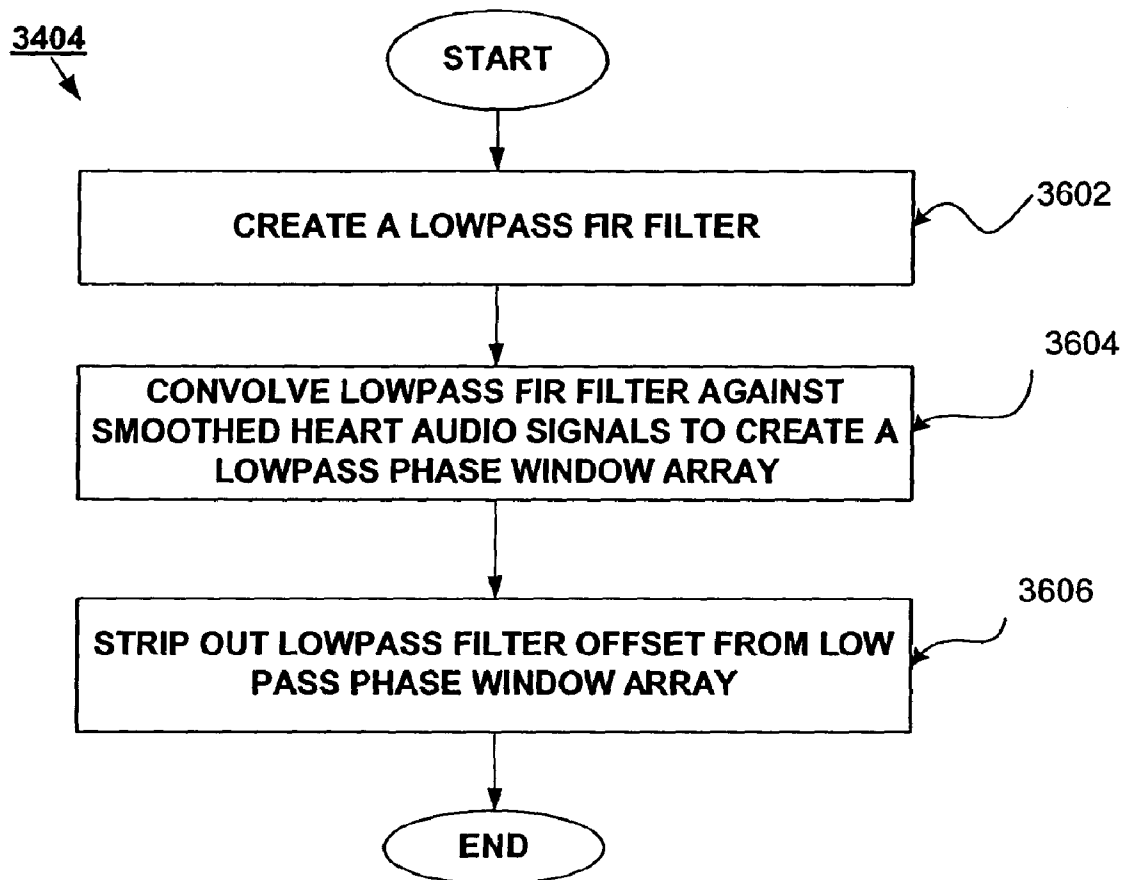 3404
START
CREATE A LOWPASS FIR FILTER
3602
3604
CONVOLVE LOWPASS FIR FILTER AGAINST
SMOOTHED HEART AUDIO SIGNALS TO CREATE A
LOWPASS PHASE WINDOW ARRAY
3606
STRIP OUT LOWPASS FILTER OFFSET FROM LOW
PASS PHASE WINDOW ARRAY
END